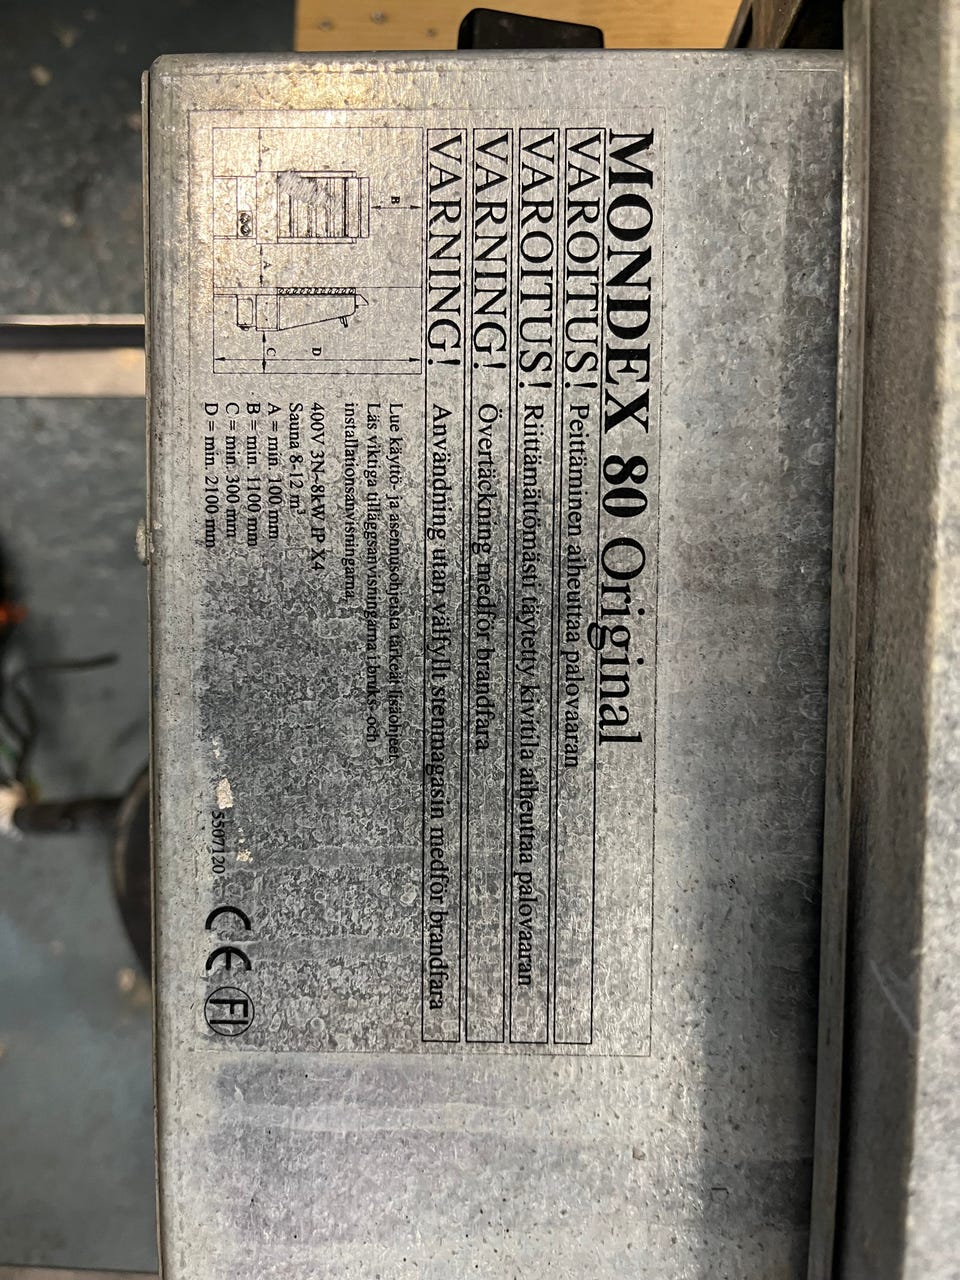 MONDEX 80 Original
VAROITUS! Peittäminen aiheuttaa palovaaran
VAROITUS! Riittämättömästi täytetty kivitila aiheuttaa palovaaran
VARNING! Övertäckning medför brandfara
VARNING! Användning utan välfyllt stenmagasin medför brandfara
Lue käyttö- ja asennusohjeista tärkeät lisäohjeet.
Läs viktiga tilläggsanvisningarna i bruks- och
installationsanvisningarna.
400V 3N~8kW IP X4
Sauna 8-12 m³
A = min. 100 mm
B = min. 1100 mm
C = min. 300 mm
D = min. 2100 mm
B
A
A
D
C
5507120
CE FI